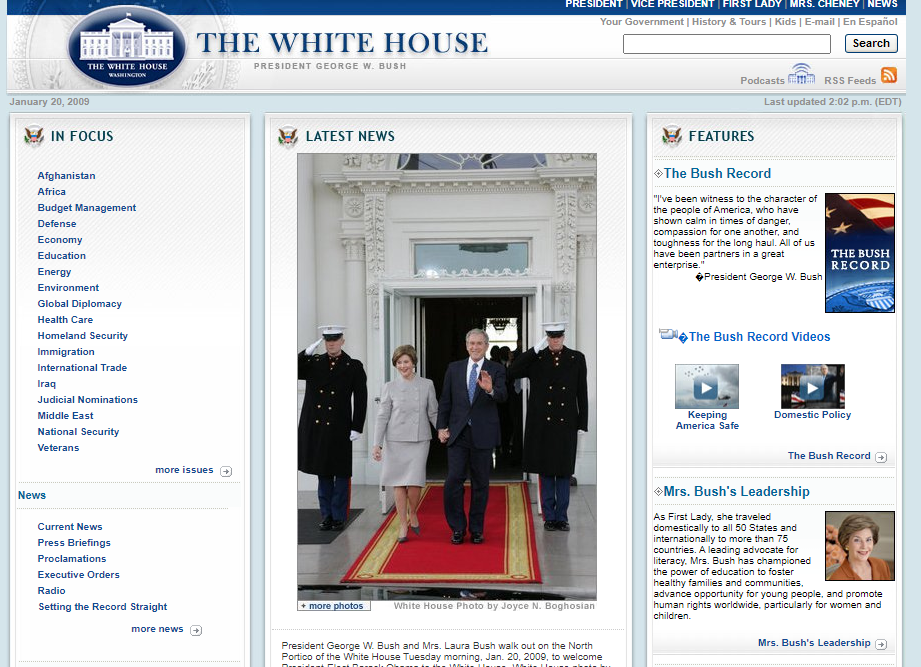 PRESIDENT | VICE PRESIDENT | FIRST LADY | MRS. CHENEY | NEWS
Your Government | History & Tours | Kids | E-mail | En Español
THE WHITE HOUSE
WASHINGTON
THE WHITE HOUSE
PRESIDENT GEORGE W. BUSH
Search
Podcasts
RSS Feeds
January 20, 2009
Last updated 2:02 p.m. (EDT)
IN FOCUS
Afghanistan
Africa
Budget Management
Defense
Economy
Education
Energy
Environment
Global Diplomacy
Health Care
Homeland Security
Immigration
International Trade
Iraq
Judicial Nominations
Middle East
National Security
Veterans
more issues
News
Current News
Press Briefings
Proclamations
Executive Orders
Radio
Setting the Record Straight
more news
LATEST NEWS
+ more photos
White House Photo by Joyce N. Boghosian
President George W. Bush and Mrs. Laura Bush walk out on the North
Portico of the White House Tuesday morning, Jan. 20, 2009, to welcome
President-Elect Barack Obama to the White House. White House photo by
FEATURES
The Bush Record
"I've been witness to the character of
the people of America, who have
shown calm in times of danger,
compassion for one another, and
toughness for the long haul. All of us
have been partners in a great
enterprise."
�President George W. Bush
THE BUSH
RECORD
�The Bush Record Videos
Keeping
America Safe
Domestic Policy
The Bush Record
Mrs. Bush's Leadership
As First Lady, she traveled
domestically to all 50 States and
internationally to more than 75
countries. A leading advocate for
literacy, Mrs. Bush has championed
the power of education to foster
healthy families and communities,
advance opportunity for young people, and promote
human rights worldwide, particularly for women and
children.
Mrs. Bush's Leadership